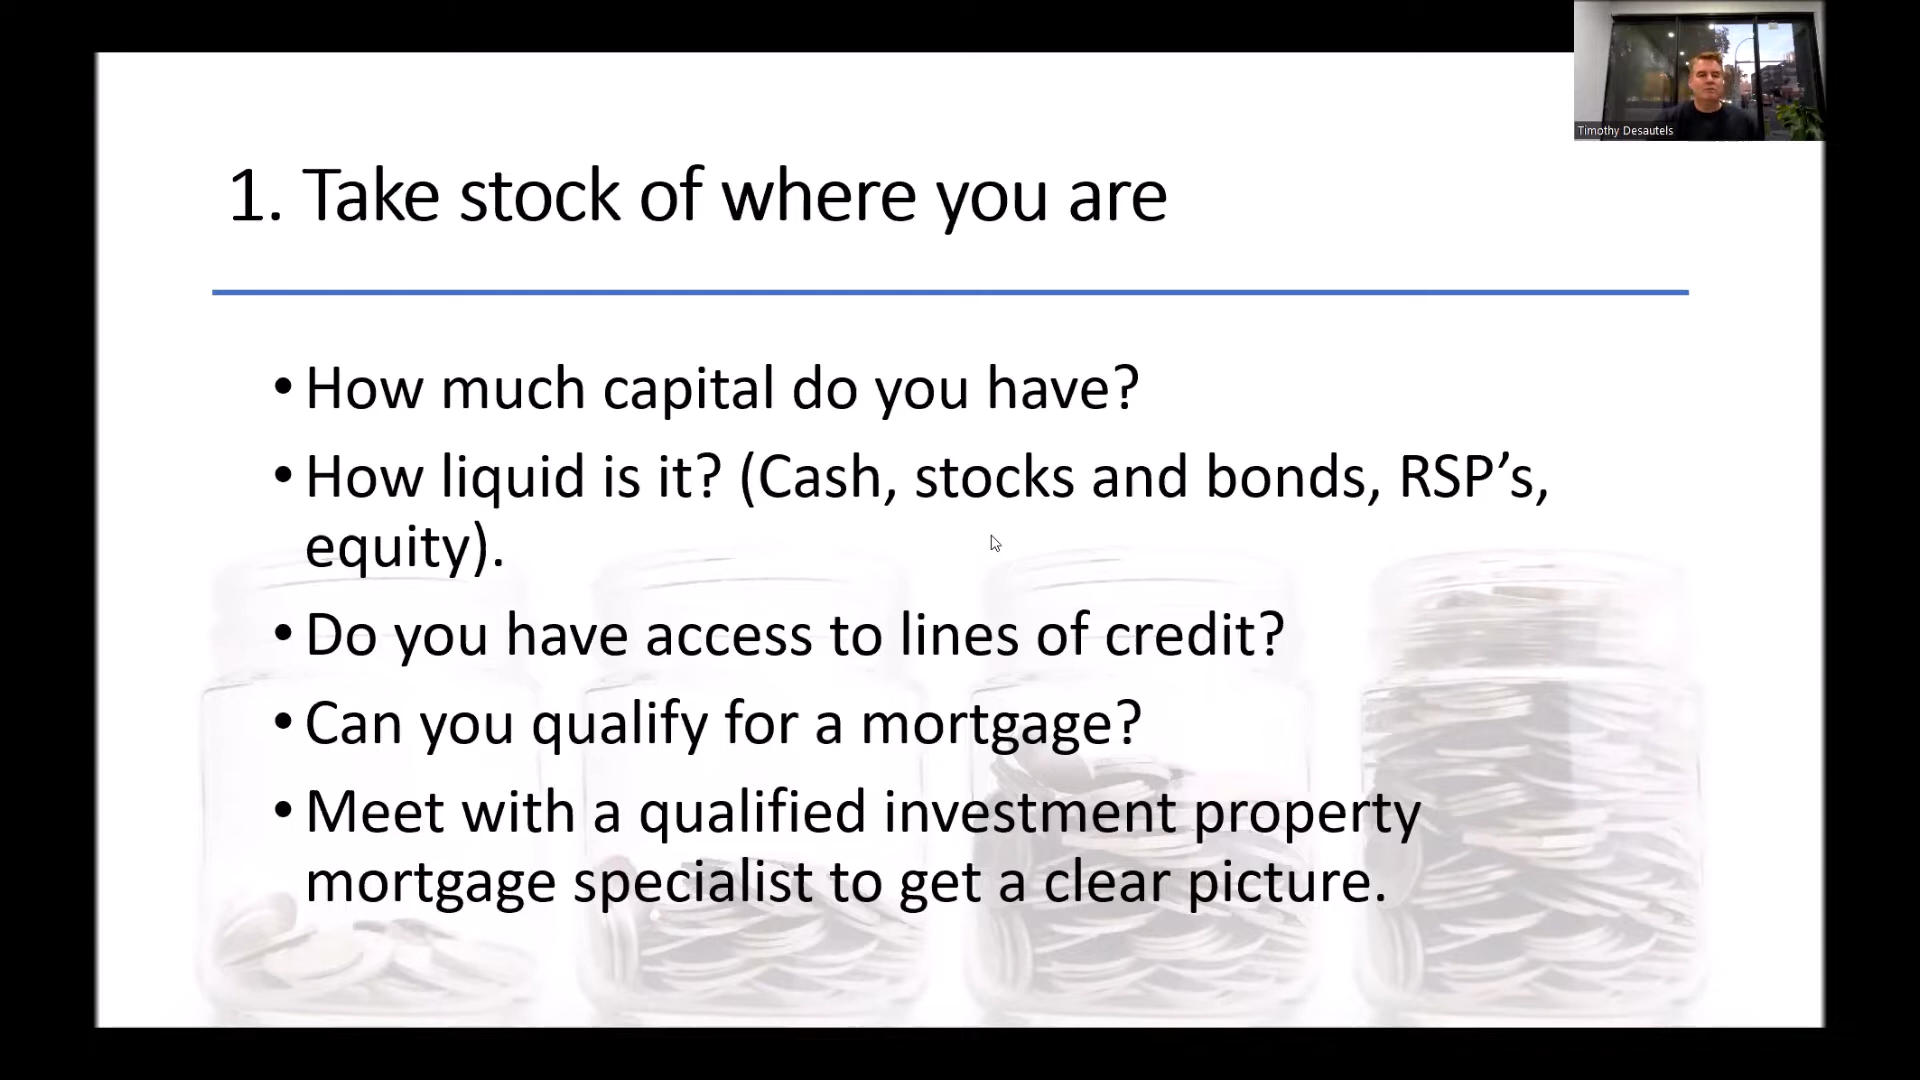 Timothy Desautels
1. Take stock of where you are
• How much capital do you have?
• How liquid is it? (Cash, stocks and bonds, RSP’s,
equity).
• Do you have access to lines of credit?
• Can you qualify for a mortgage?
• Meet with a qualified investment property
mortgage specialist to get a clear picture.